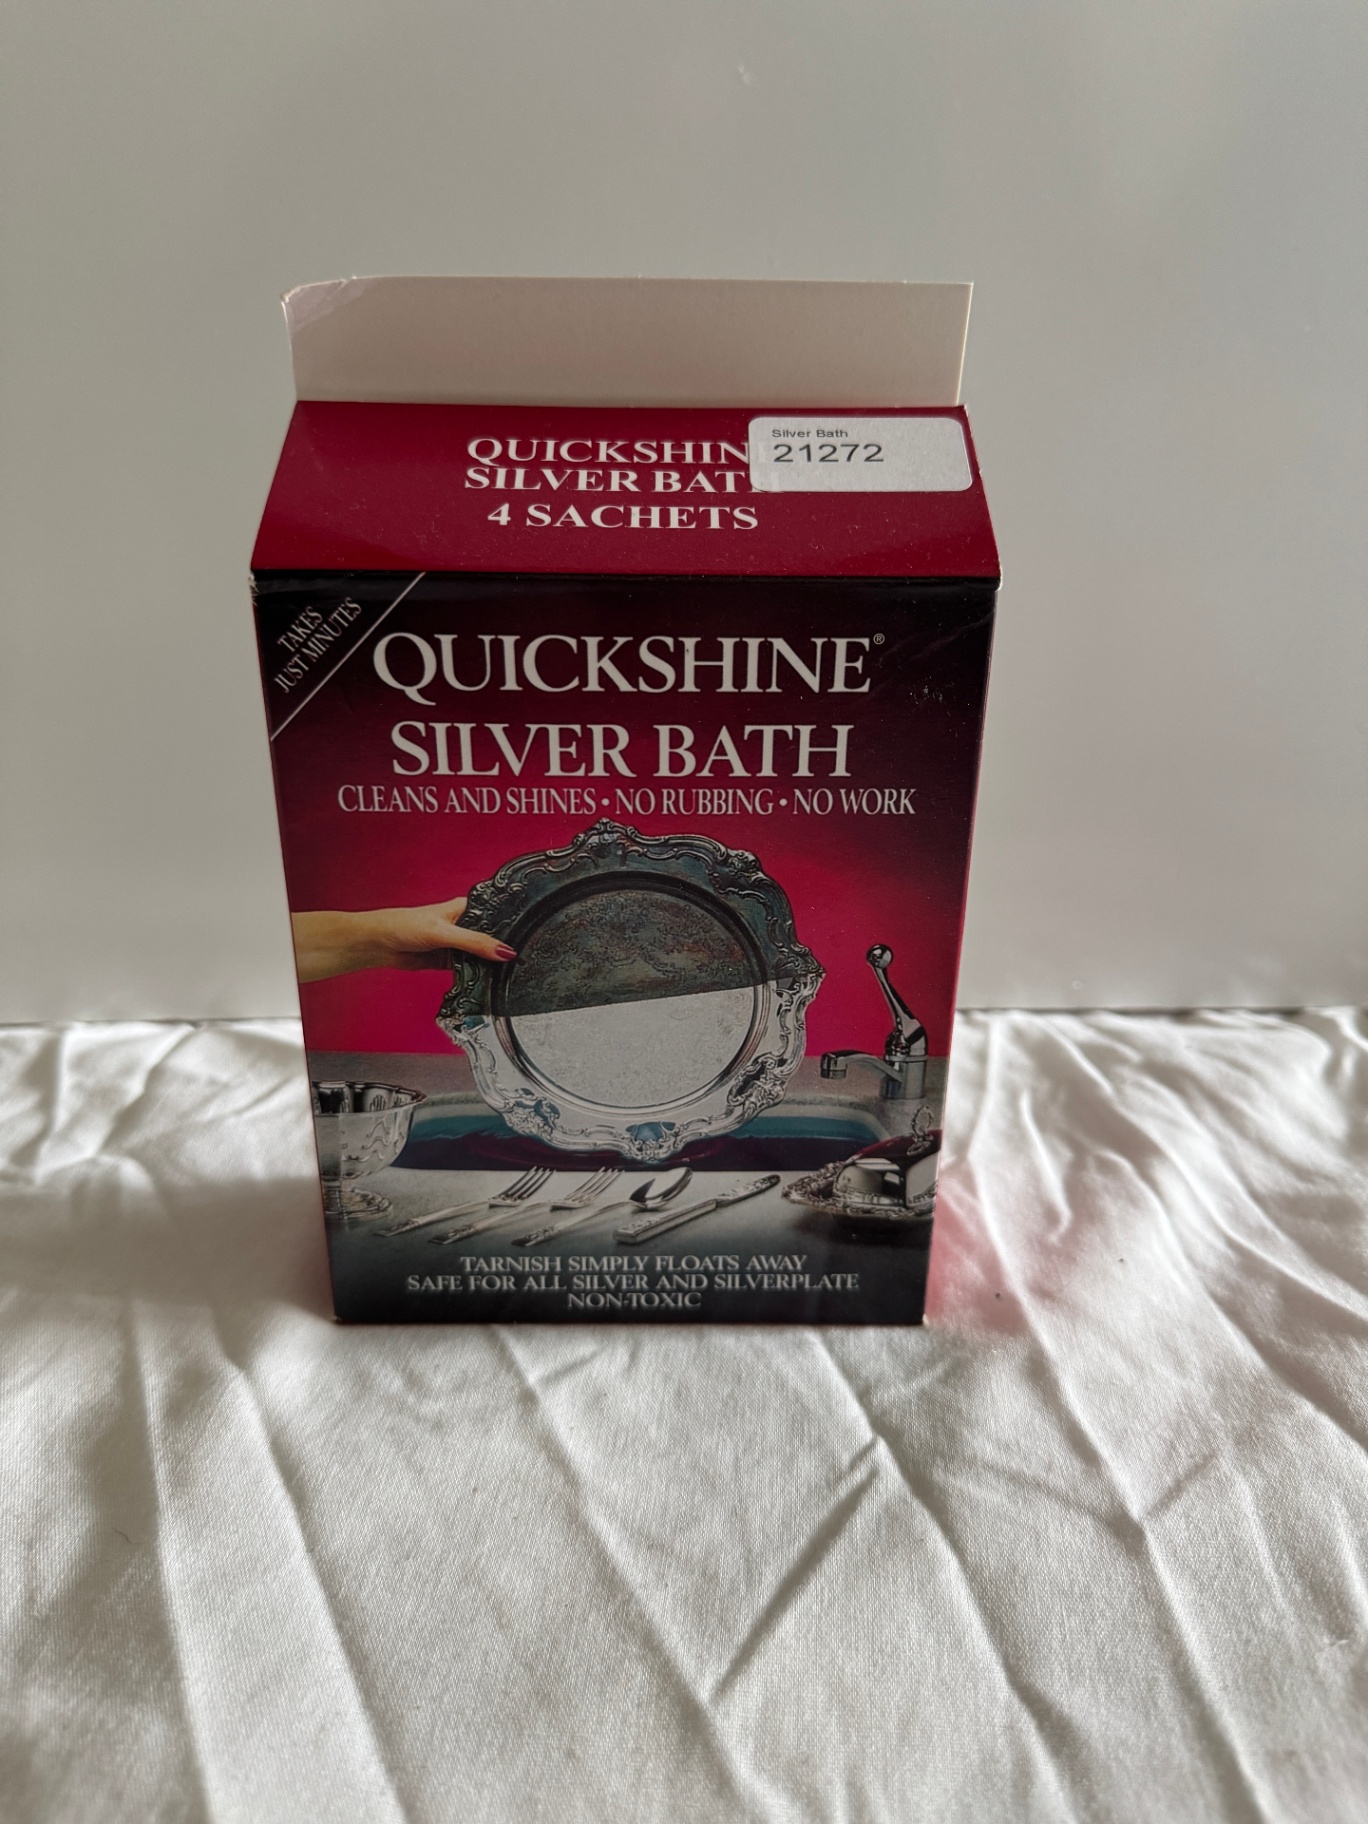 Silver Bath
21272
QUICKSHIN
SILVER BATH
4 SACHETS
TAKES
JUST MINUTES
QUICKSHINE®
SILVER BATH
CLEANS AND SHINES • NO RUBBING • NO WORK
TARNISH SIMPLY FLOATS AWAY
SAFE FOR ALL SILVER AND SILVERPLATE
NON-TOXIC